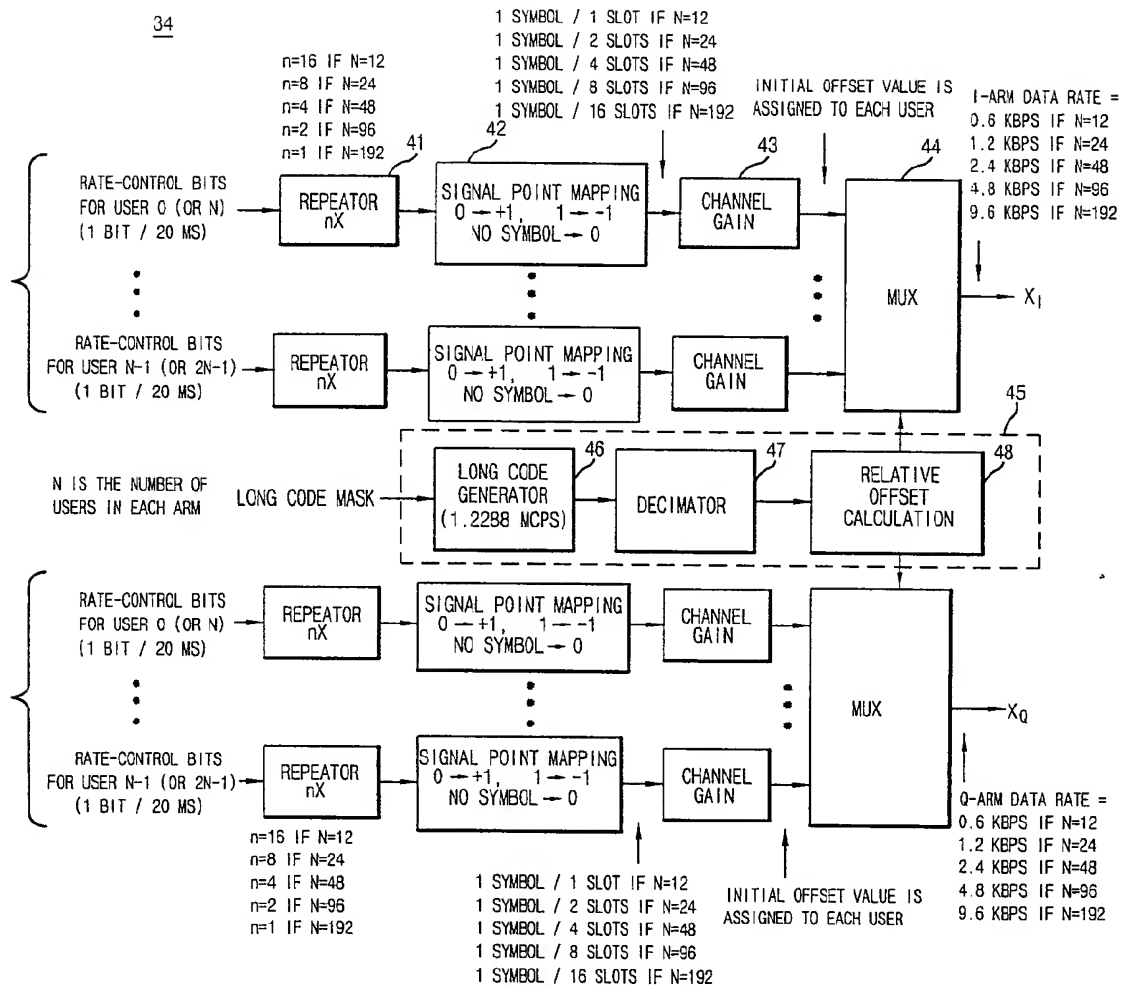 34
1 SYMBOL / 1 SLOT IF N=12
1 SYMBOL / 2 SLOTS IF N=24
1 SYMBOL / 4 SLOTS IF N=48
1 SYMBOL / 8 SLOTS IF N=96
1 SYMBOL / 16 SLOTS IF N=192
n=16 IF N=12
n=8 IF N=24
n=4 IF N=48
n=2 IF N=96
n=1 IF N=192
INITIAL OFFSET VALUE IS
ASSIGNED TO EACH USER
I-ARM DATA RATE =
0.6 KBPS IF N=12
1.2 KBPS IF N=24
2.4 KBPS IF N=48
4.8 KBPS IF N=96
9.6 KBPS IF N=192
41
42
43
44
RATE-CONTROL BITS
FOR USER 0 (OR N)
(1 BIT / 20 MS)
REPEATOR
nX
SIGNAL POINT MAPPING
0→+1, 1→-1
NO SYMBOL→0
CHANNEL
GAIN
MUX
XI
RATE-CONTROL BITS
FOR USER N-1 (OR 2N-1)
(1 BIT / 20 MS)
REPEATOR
nX
SIGNAL POINT MAPPING
0→+1, 1→-1
NO SYMBOL→0
CHANNEL
GAIN
45
N IS THE NUMBER OF
USERS IN EACH ARM
LONG CODE MASK
LONG CODE
GENERATOR
(1.2288 MCPS)
46
DECIMATOR
47
RELATIVE
OFFSET
CALCULATION
48
RATE-CONTROL BITS
FOR USER 0 (OR N)
(1 BIT / 20 MS)
REPEATOR
nX
SIGNAL POINT MAPPING
0→+1, 1→-1
NO SYMBOL→0
CHANNEL
GAIN
MUX
XQ
RATE-CONTROL BITS
FOR USER N-1 (OR 2N-1)
(1 BIT / 20 MS)
REPEATOR
nX
SIGNAL POINT MAPPING
0→+1, 1→-1
NO SYMBOL→0
CHANNEL
GAIN
n=16 IF N=12
n=8 IF N=24
n=4 IF N=48
n=2 IF N=96
n=1 IF N=192
1 SYMBOL / 1 SLOT IF N=12
1 SYMBOL / 2 SLOTS IF N=24
1 SYMBOL / 4 SLOTS IF N=48
1 SYMBOL / 8 SLOTS IF N=96
1 SYMBOL / 16 SLOTS IF N=192
INITIAL OFFSET VALUE IS
ASSIGNED TO EACH USER
Q-ARM DATA RATE =
0.6 KBPS IF N=12
1.2 KBPS IF N=24
2.4 KBPS IF N=48
4.8 KBPS IF N=96
9.6 KBPS IF N=192